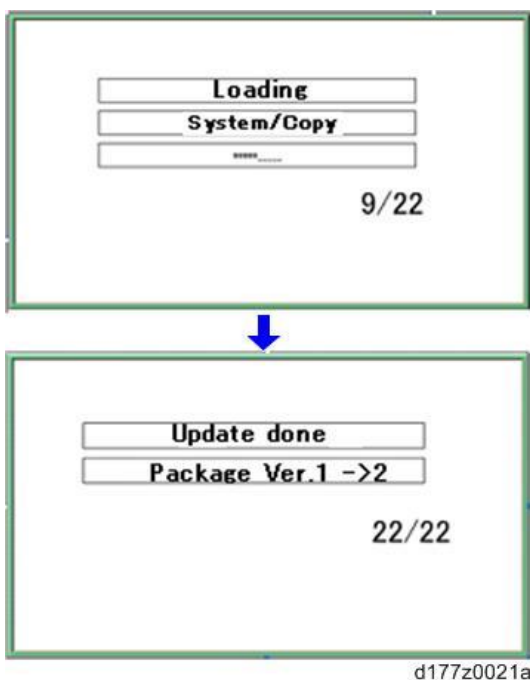 Loading
System/Copy
*****.....
9/22
Update done
Package Ver.1 ->2
22/22
d177z0021a